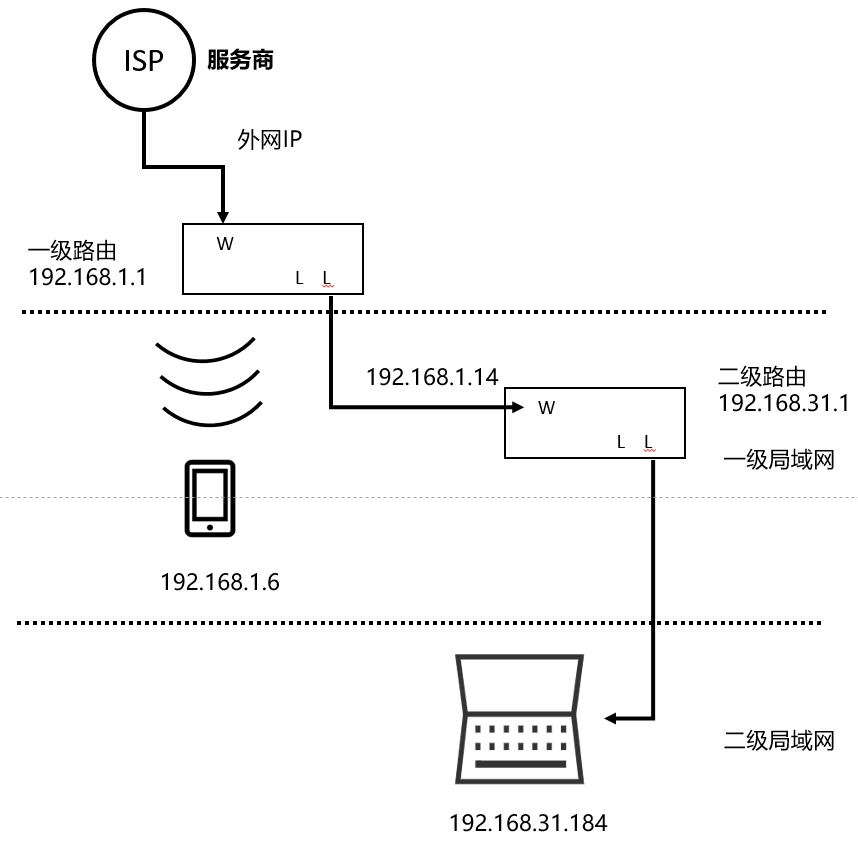 ISP
服务商
外网IP
W
一级路由
192.168.1.1
L L
192.168.1.14
二级路由
192.168.31.1
W
L L
一级局域网
192.168.1.6
二级局域网
192.168.31.184